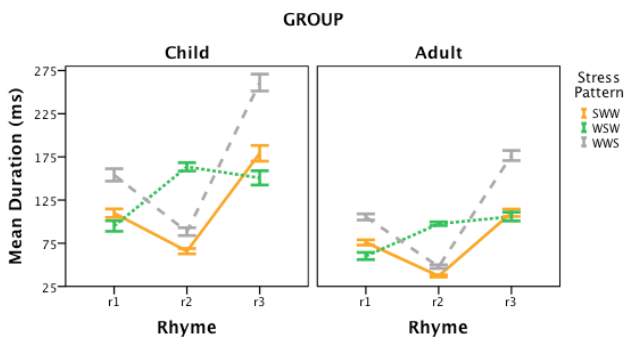 GROUP
Child
Adult
Mean Duration (ms)
275
225
175
125
75
25
r1 r2 r3
r1 r2 r3
Rhyme
Rhyme
Stress
Pattern
SWW
WSW
WWS